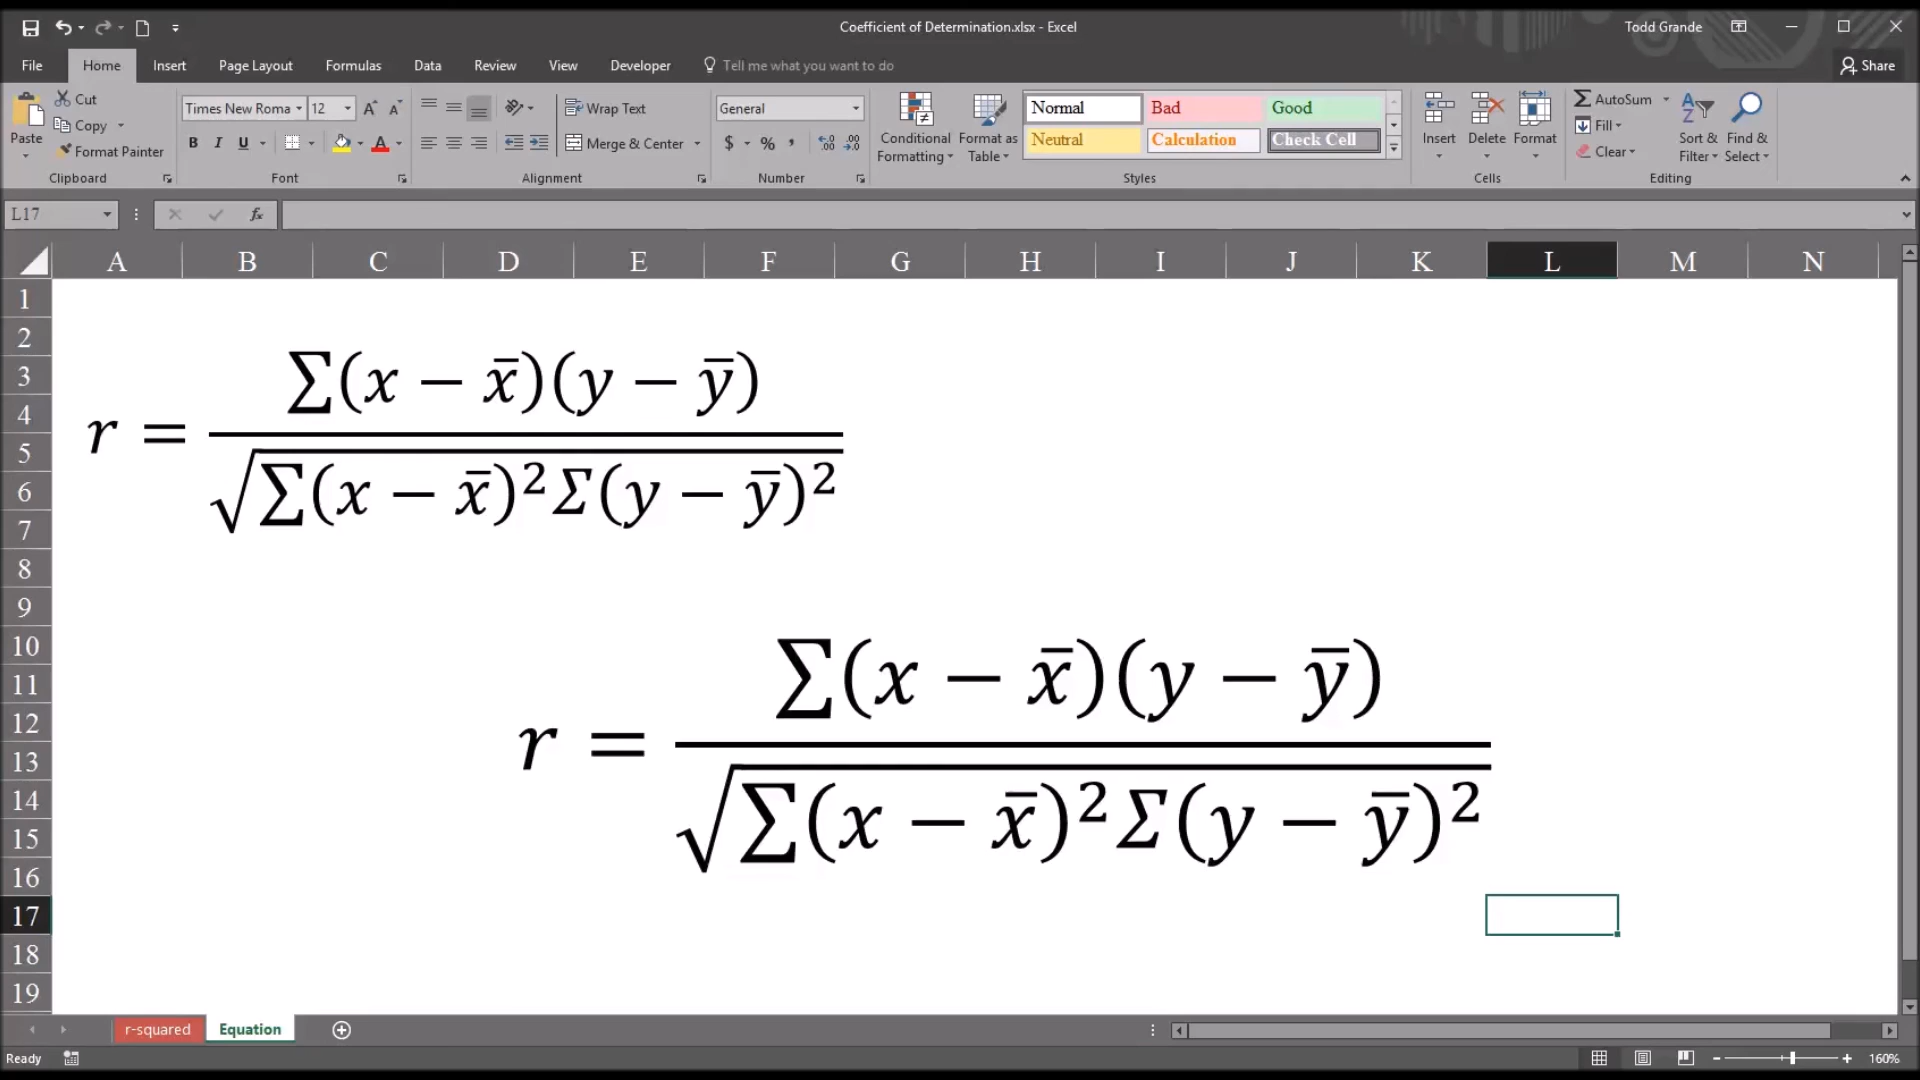 Coefficient of Determination.xlsx - Excel
Todd Grande
File Home Insert Page Layout Formulas Data Review View Developer Tell me what you want to do Share
Paste
Cut
Copy
Format Painter
Clipboard
Times New Roma 12
B I U
Font
Wrap Text
Merge & Center
Alignment
General
$ % ,
Number
Conditional Formatting
Format as Table
Normal Bad Good
Neutral Calculation Check Cell
Styles
Insert Delete Format
Cells
AutoSum
Fill
Clear
Sort & Filter
Find & Select
Editing
L17 fx
A B C D E F G H I J K L M N
1
2
3
4
5
6
7
8
9
10
11
12
13
14
15
16
17
18
19
r = ∑(x − x̄)(y − ȳ)
√∑(x − x̄)² Σ(y − ȳ)²
r = ∑(x − x̄)(y − ȳ)
√∑(x − x̄)² Σ(y − ȳ)²
r-squared Equation
Ready 160%